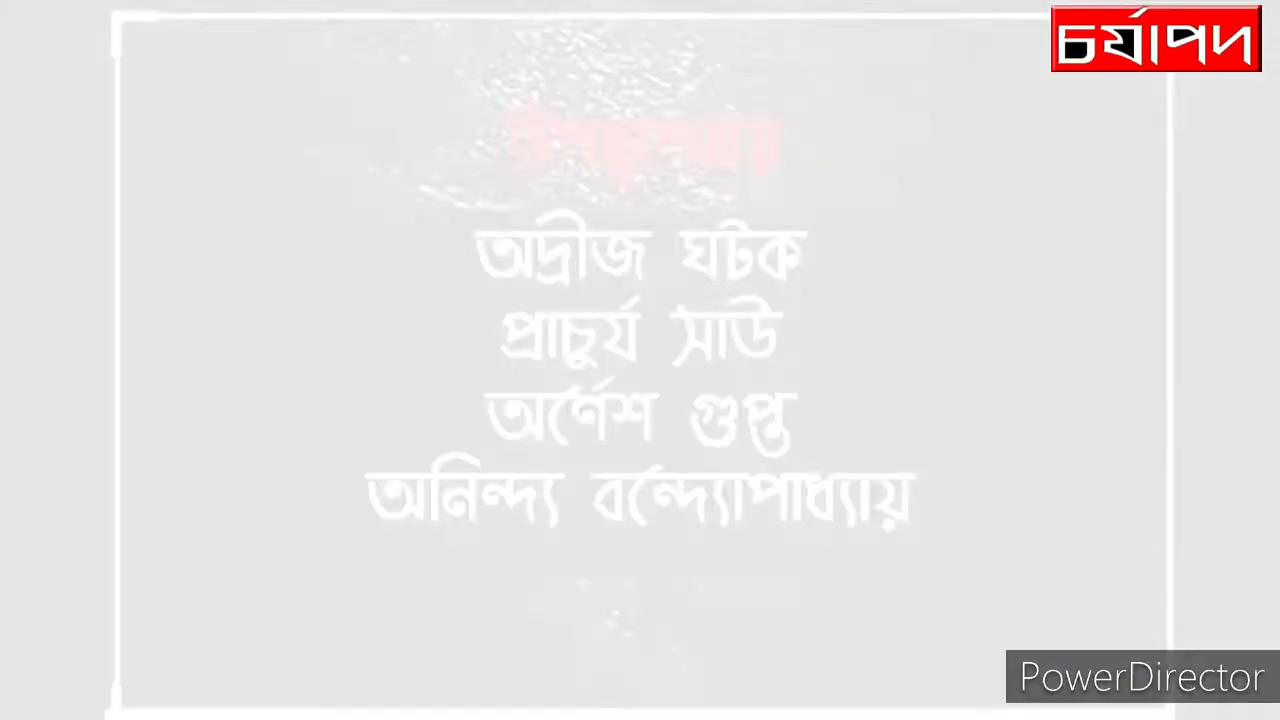 চর্যাপদ
অদ্রীজ ঘটক
প্রাচুর্য সাউ
অর্ণেশ গুপ্ত
অনিন্দ্য বন্দ্যোপাধ্যায়
PowerDirector